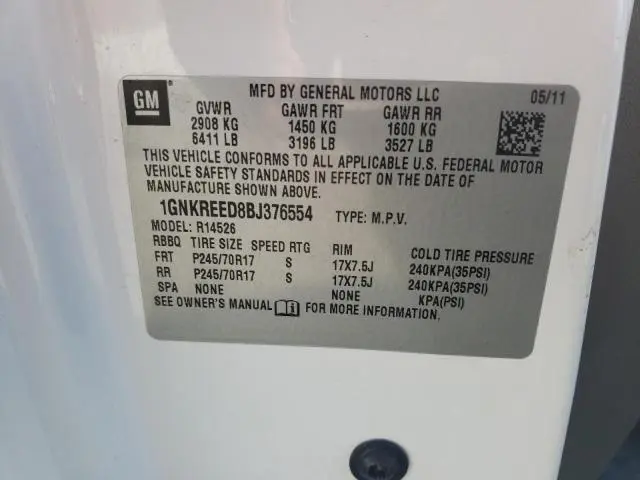 GM
MFD BY GENERAL MOTORS LLC 05/11
GVWR GAWR FRT GAWR RR
2908 KG 1450 KG 1600 KG
6411 LB 3196 LB 3527 LB
THIS VEHICLE CONFORMS TO ALL APPLICABLE U.S. FEDERAL MOTOR
VEHICLE SAFETY STANDARDS IN EFFECT ON THE DATE OF
MANUFACTURE SHOWN ABOVE.
1GNKREED8BJ376554 TYPE: M.P.V.
MODEL: R14526
RBBQ TIRE SIZE SPEED RTG RIM COLD TIRE PRESSURE
FRT P245/70R17 S 17X7.5J 240KPA(35PSI)
RR P245/70R17 S 17X7.5J 240KPA(35PSI)
SPA NONE NONE KPA(PSI)
SEE OWNER'S MANUAL FOR MORE INFORMATION.